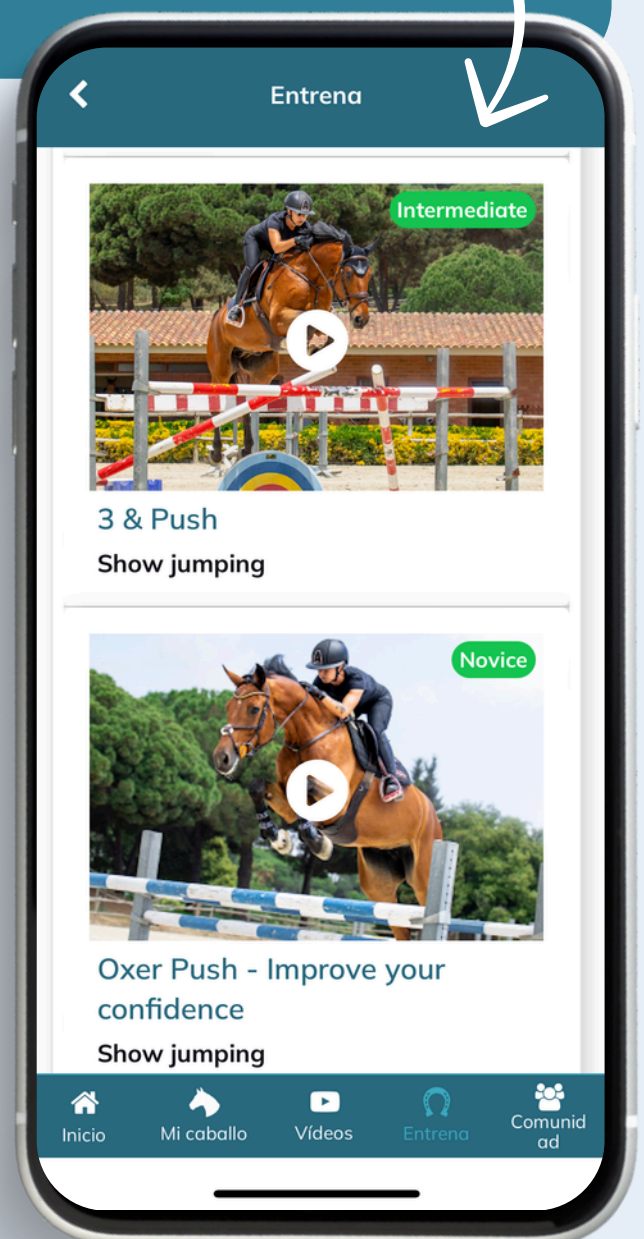 Entrena
Intermediate
3 & Push
Show jumping
Novice
Oxer Push - Improve your
confidence
Show jumping
Inicio
Mi caballo
Vídeos
Entrena
Comunid
ad